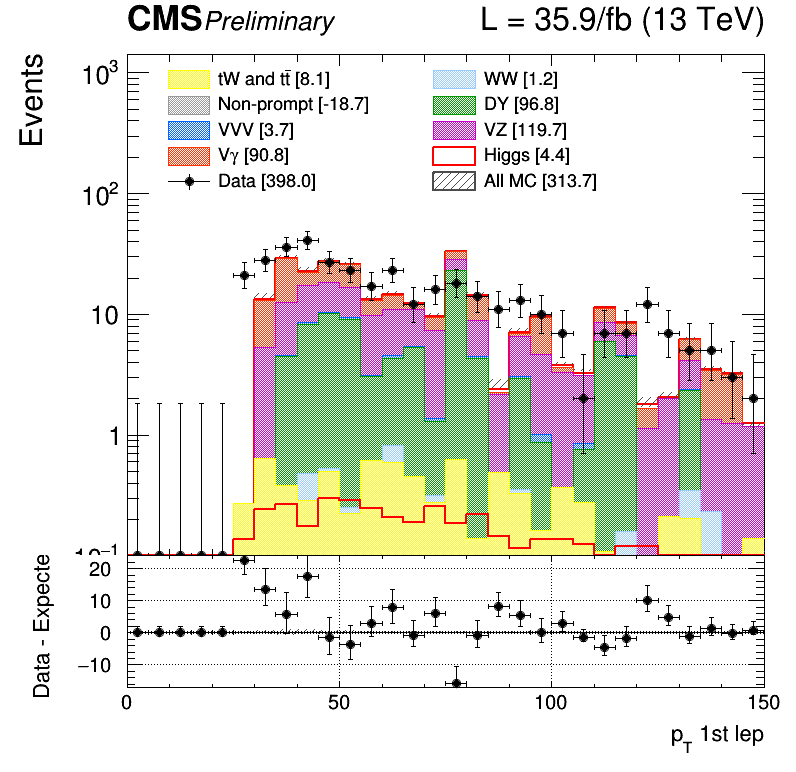 CMS Preliminary L = 35.9/fb (13 TeV)
Events
10³
10²
10
1
10⁻¹
tW and tt̄ [8.1]
WW [1.2]
Non-prompt [-18.7]
DY [96.8]
VVV [3.7]
VZ [119.7]
Vγ [90.8]
Higgs [4.4]
Data [398.0]
All MC [313.7]
Data - Expecte
20
10
0
−10
0 50 100 150
p_T 1st lep